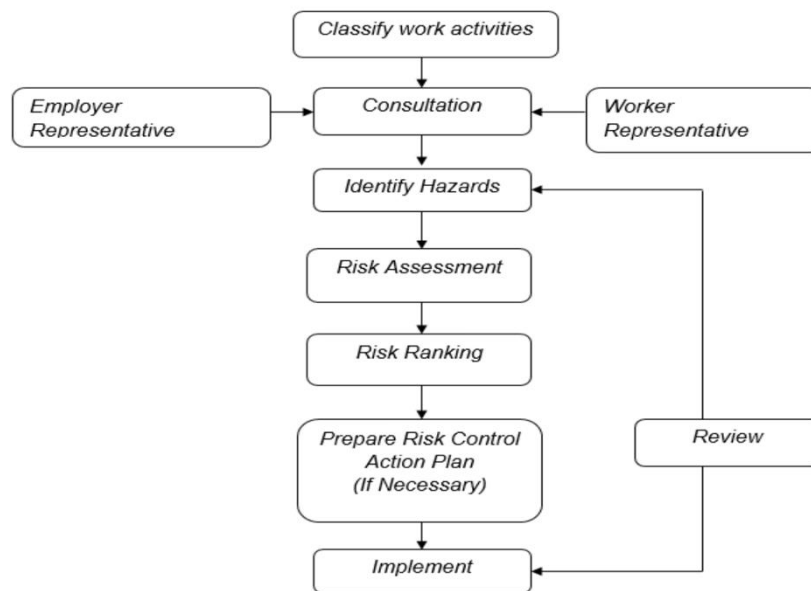 Classify work activities
Employer
Representative
Consultation
Worker
Representative
Identify Hazards
Risk Assessment
Risk Ranking
Prepare Risk Control
Action Plan
(If Necessary)
Review
Implement